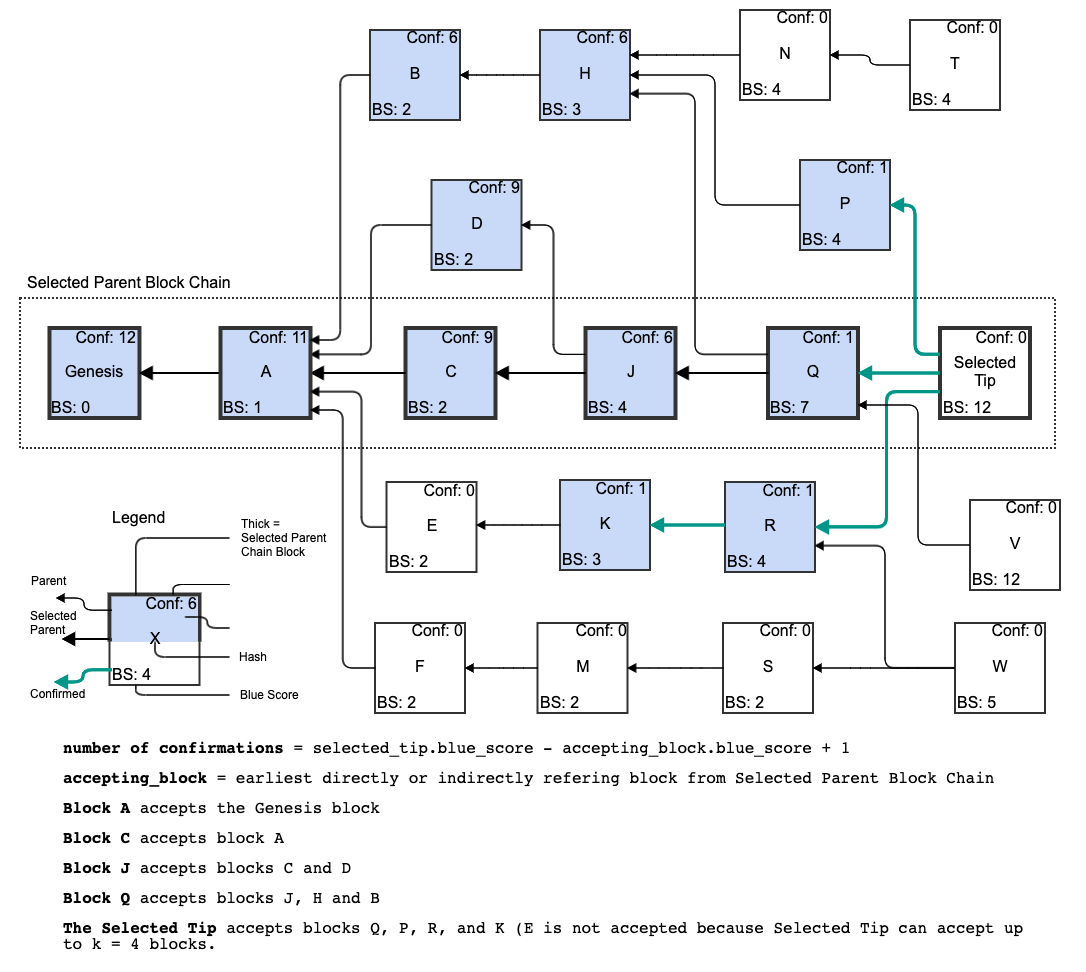 Conf: 6
B
BS: 2
Conf: 6
H
BS: 3
Conf: 0
N
BS: 4
Conf: 0
T
BS: 4
Conf: 1
P
BS: 4
Conf: 9
D
BS: 2
Selected Parent Block Chain
Conf: 12
Genesis
BS: 0
Conf: 11
A
BS: 1
Conf: 9
C
BS: 2
Conf: 6
J
BS: 4
Conf: 1
Q
BS: 7
Conf: 0
Selected
Tip
BS: 12
Conf: 0
E
BS: 2
Conf: 1
K
BS: 3
Conf: 1
R
BS: 4
Conf: 0
V
BS: 12
Conf: 0
F
BS: 2
Conf: 0
M
BS: 2
Conf: 0
S
BS: 2
Conf: 0
W
BS: 5
Legend
Thick =
Selected Parent
Chain Block
Parent
Selected
Parent
Confirmed
Conf: 6
X
BS: 4
Hash
Blue Score
number of confirmations = selected_tip.blue_score - accepting_block.blue_score + 1
accepting_block = earliest directly or indirectly refering block from Selected Parent Block Chain
Block A accepts the Genesis block
Block C accepts block A
Block J accepts blocks C and D
Block Q accepts blocks J, H and B
The Selected Tip accepts blocks Q, P, R, and K (E is not accepted because Selected Tip can accept up
to k = 4 blocks.